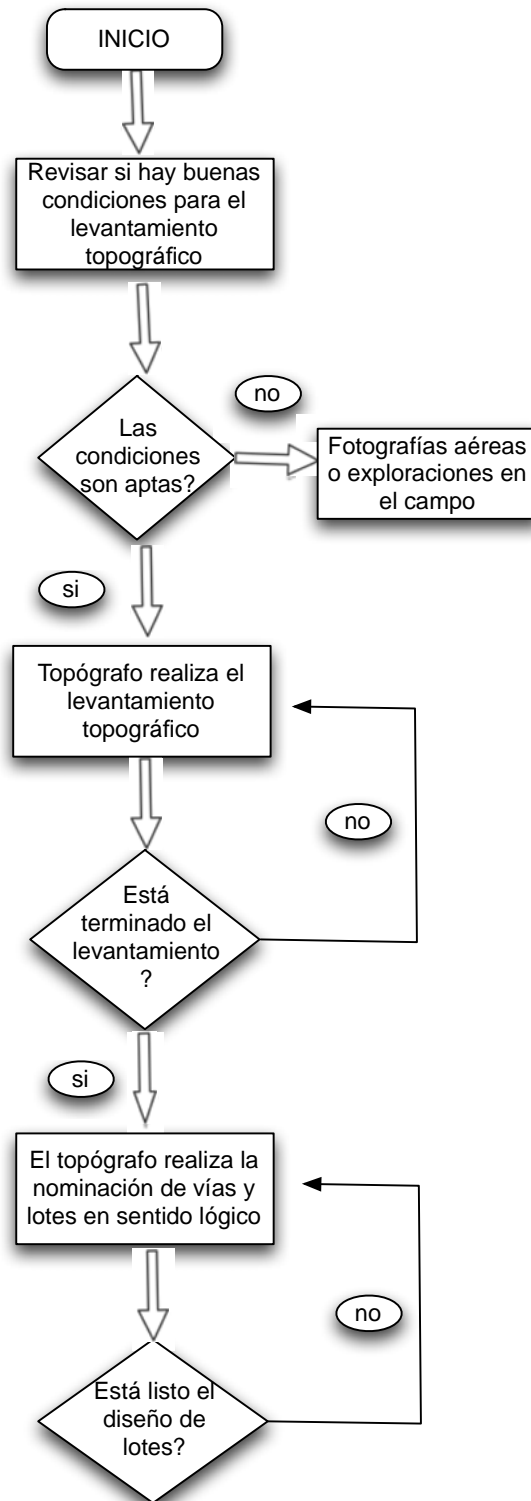 INICIO
Revisar si hay buenas
condiciones para el
levantamiento
topográfico
no
Las
condiciones
son aptas?
Fotografías aéreas
o exploraciones en
el campo
si
Topógrafo realiza el
levantamiento
topográfico
no
Está
terminado el
levantamiento
?
si
El topógrafo realiza la
nominación de vías y
lotes en sentido lógico
no
Está listo el
diseño de
lotes?